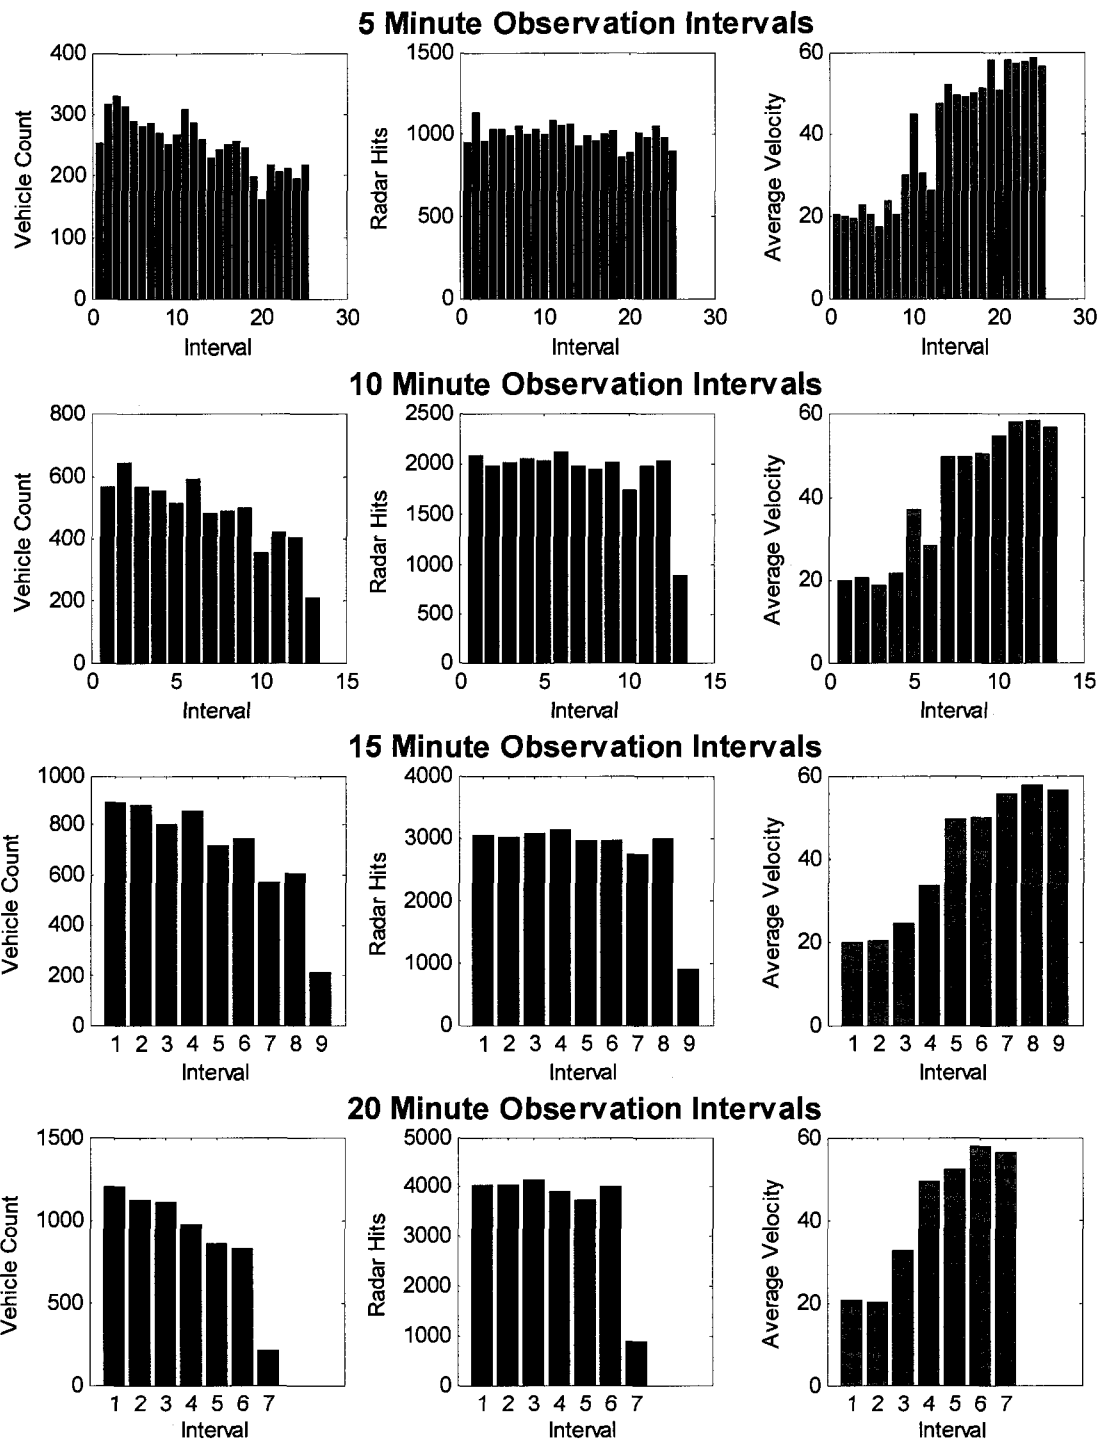 5 Minute Observation Intervals
400
300
200
100
0
Vehicle Count
0 10 20 30
Interval
1500
1000
500
0
Radar Hits
0 10 20 30
Interval
60
40
20
0
Average Velocity
0 10 20 30
Interval
10 Minute Observation Intervals
800
600
400
200
0
Vehicle Count
0 5 10 15
Interval
2500
2000
1500
1000
500
0
Radar Hits
0 5 10 15
Interval
60
40
20
0
Average Velocity
0 5 10 15
Interval
15 Minute Observation Intervals
1000
800
600
400
200
0
Vehicle Count
1 2 3 4 5 6 7 8 9
Interval
4000
3000
2000
1000
0
Radar Hits
1 2 3 4 5 6 7 8 9
Interval
60
40
20
0
Average Velocity
1 2 3 4 5 6 7 8 9
Interval
20 Minute Observation Intervals
1500
1000
500
0
Vehicle Count
1 2 3 4 5 6 7
Interval
5000
4000
3000
2000
1000
0
Radar Hits
1 2 3 4 5 6 7
Interval
60
40
20
0
Average Velocity
1 2 3 4 5 6 7
Interval